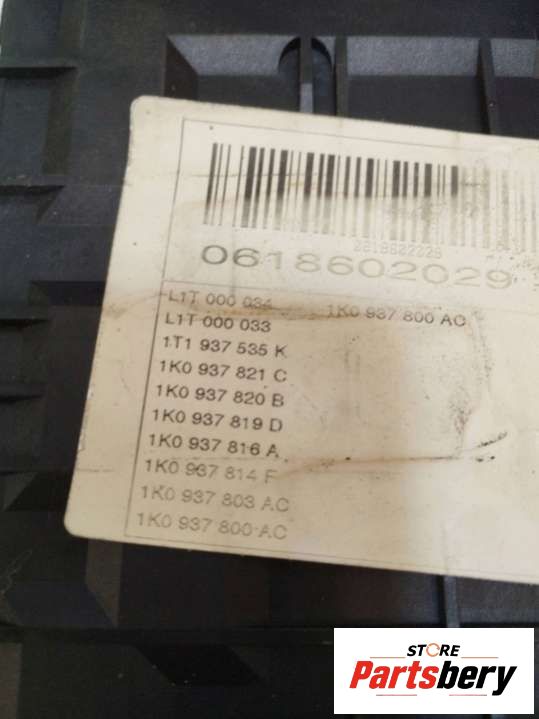 0618602029
L1T 000 034 1K0 937 800 AC
L1T 000 033
1T1 937 535 K
1K0 937 821 C
1K0 937 820 B
1K0 937 819 D
1K0 937 816 A
1K0 937 814 F
1K0 937 803 AC
1K0 937 800 AC
STORE
Partsbery